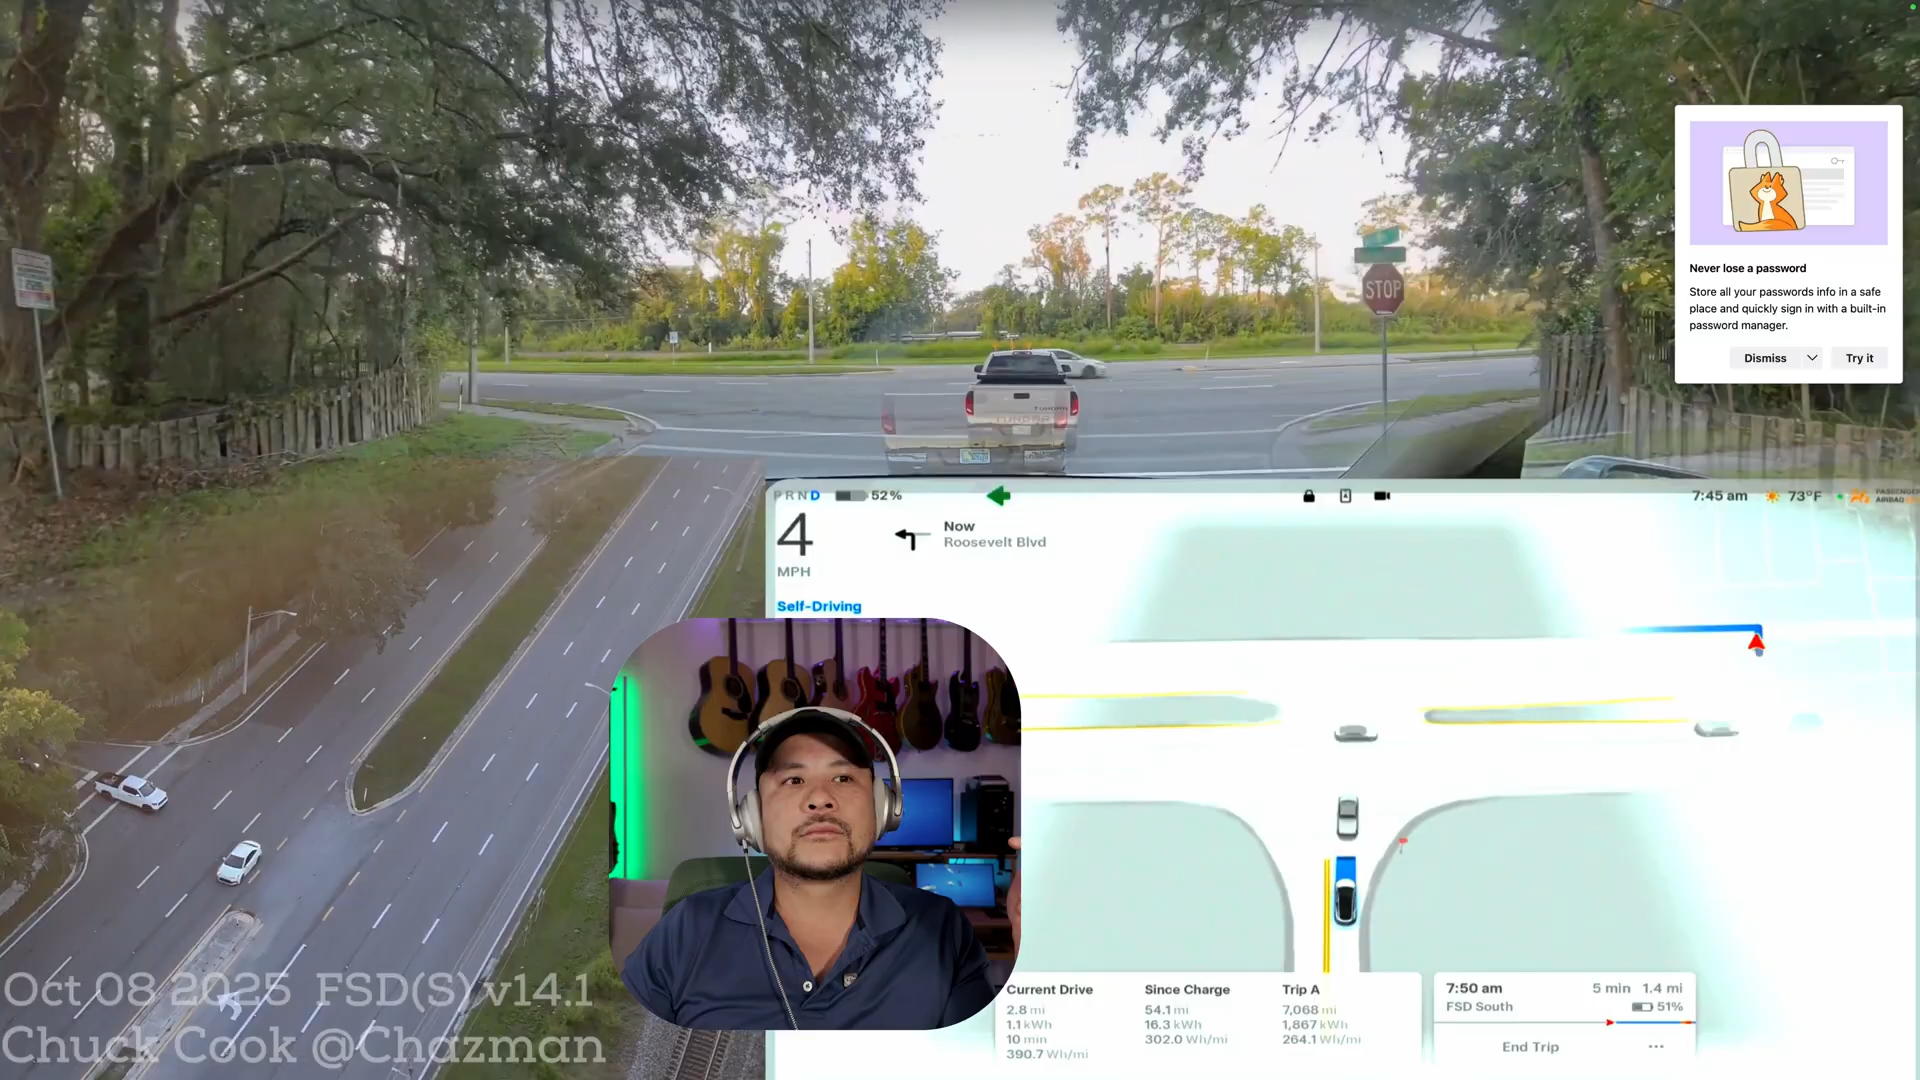 STOP
TUNDRA
Never lose a password
Store all your passwords info in a safe
place and quickly sign in with a built-in
password manager.
Dismiss
Try it
PRND
52%
7:45 am
73°F
PASSENGER
AIRBAG
4
MPH
Now
Roosevelt Blvd
Self-Driving
Current Drive
2.8 mi
1.1 kWh
10 min
390.7 Wh/mi
Since Charge
54.1 mi
16.3 kWh
302.0 Wh/mi
Trip A
7,068 mi
1,867 kWh
264.1 Wh/mi
7:50 am
5 min 1.4 mi
FSD South
51%
End Trip
Oct 08 2025 FSD(S) v14.1
Chuck Cook @Chazman